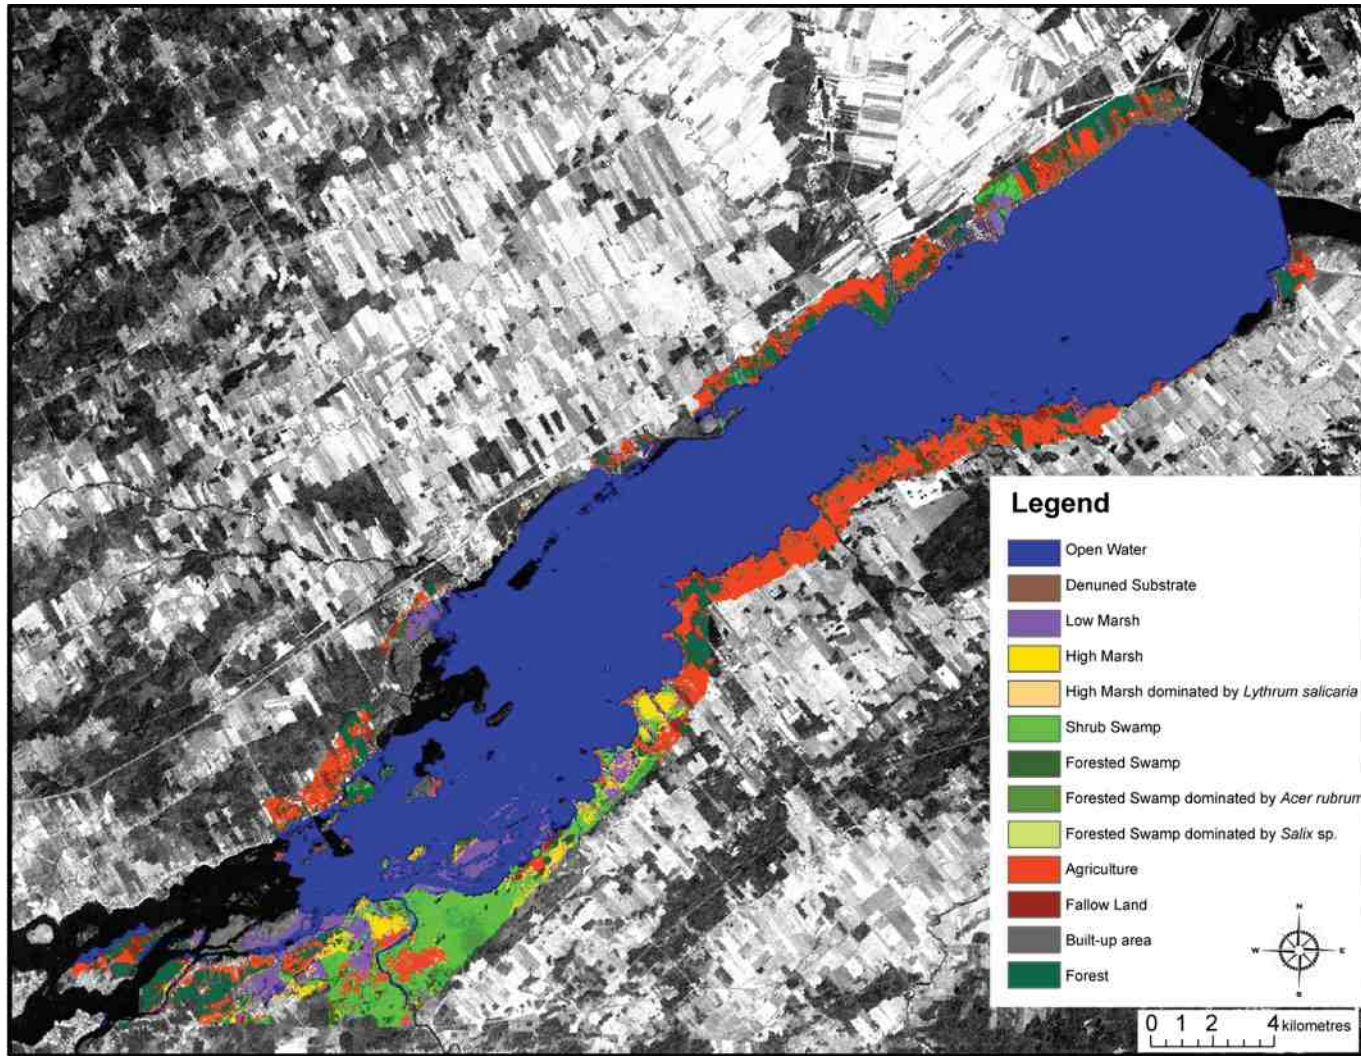 Legend
Open Water
Denuned Substrate
Low Marsh
High Marsh
High Marsh dominated by Lythrum salicaria
Shrub Swamp
Forested Swamp
Forested Swamp dominated by Acer rubrum
Forested Swamp dominated by Salix sp.
Agriculture
Fallow Land
Built-up area
Forest
N
W E
S
0 1 2 4 kilometres